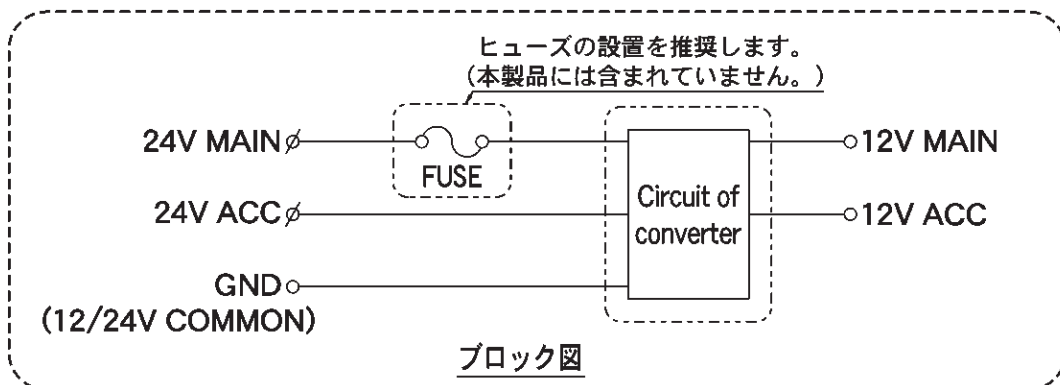 ヒューズの設置を推奨します。
(本製品には含まれていません。)
24V MAIN
FUSE
12V MAIN
24V ACC
Circuit of
converter
12V ACC
GND
(12/24V COMMON)
ブロック図